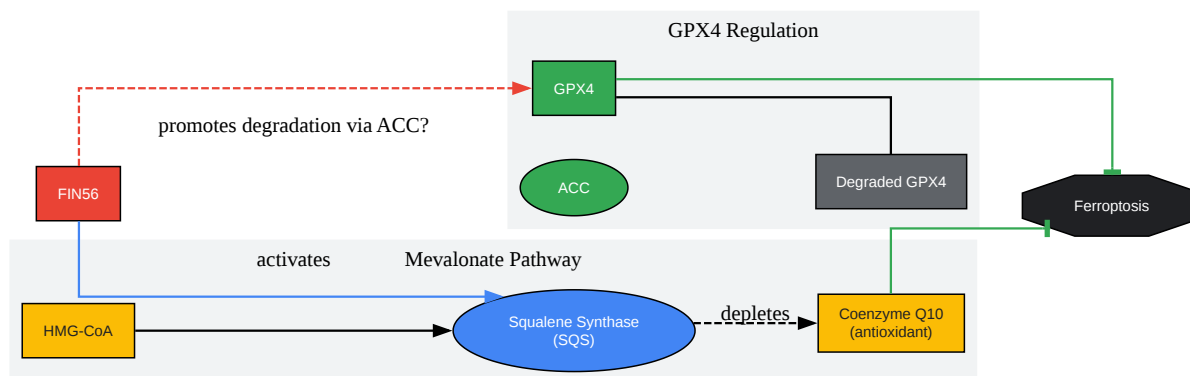 GPX4 Regulation
GPX4
promotes degradation via ACC?
ACC
Degraded GPX4
FIN56
Ferroptosis
activates
Mevalonate Pathway
HMG-CoA
Squalene Synthase
(SQS)
depletes
Coenzyme Q10
(antioxidant)